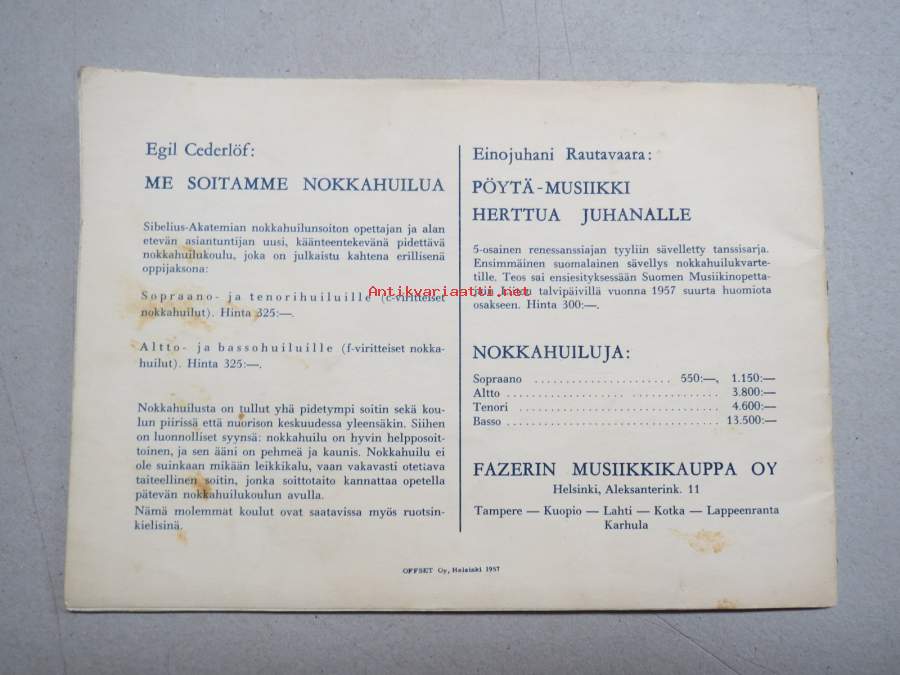 Egil Cederlöf:
ME SOITAMME NOKKAHUILUA
Sibelius-Akatemian nokkahuilunsoiton opettajan ja alan
etevän asiantuntijan uusi, käänteentekevänä pidettävä
nokkahuilukoulu, joka on julkaistu kahtena erillisenä
oppijaksona:
Sopraano- ja tenorihuiluille (c-viritteiset
nokkahuilut). Hinta 325:—.
Altto- ja bassohuiluille (f-viritteiset nokka-
huilut). Hinta 325:—.
Nokkahuilusta on tullut yhä pidetympi soitin sekä kou-
lun piirissä että nuorison keskuudessa yleensäkin. Siihen
on luonnolliset syynsä: nokkahuilu on hyvin helpposoit-
toinen, ja sen ääni on pehmeä ja kaunis. Nokkahuilu ei
ole suinkaan mikään leikkikalu, vaan vakavasti otettava
taiteellinen soitin, jonka soittotaito kannattaa opetella
pätevän nokkahuilukoulun avulla.
Nämä molemmat koulut ovat saatavissa myös ruotsin-
kielisinä.
Einojuhani Rautavaara:
PÖYTÄ-MUSIIKKI
HERTTUA JUHANALLE
5-osainen renessanssiajan tyyliin sävelletty tanssisarja.
Ensimmäinen suomalainen sävellys nokkahuilukvarte-
tille. Teos sai ensiesityksessään Suomen Musiikinopetta-
jain talvipäivillä vuonna 1957 suurta huomiota
osakseen. Hinta 300:—.
Antikvariaatti.net
NOKKAHUILUJA:
Sopraano ..................... 550:—, 1.150:—
Altto ................................ 3.800:—
Tenori ............................... 4.600:—
Basso ................................ 13.500:—
FAZERIN MUSIIKKIKAUPPA OY
Helsinki, Aleksanterink. 11
Tampere — Kuopio — Lahti — Kotka — Lappeenranta
Karhula
OFFSET Oy, Helsinki 1957